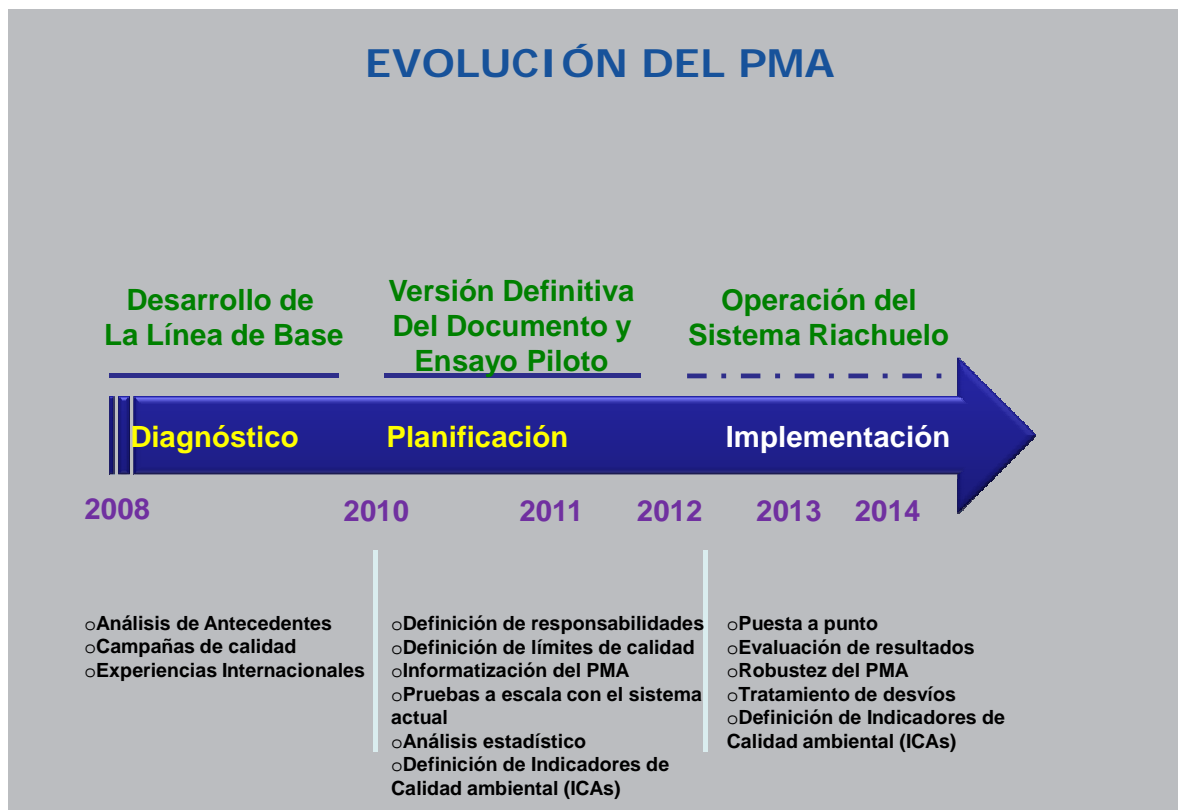 EVOLUCIÓN DEL PMA
Desarrollo de
La Línea de Base
Versión Definitiva
Del Documento y
Ensayo Piloto
Operación del
Sistema Riachuelo
Diagnóstico
Planificación
Implementación
2008
2010
2011
2012
2013
2014
oAnálisis de Antecedentes
oCampañas de calidad
oExperiencias Internacionales
oDefinición de responsabilidades
oDefinición de límites de calidad
oInformatización del PMA
oPruebas a escala con el sistema
actual
oAnálisis estadístico
oDefinición de Indicadores de
Calidad ambiental (ICAs)
oPuesta a punto
oEvaluación de resultados
oRobustez del PMA
oTratamiento de desvíos
oDefinición de Indicadores de
Calidad ambiental (ICAs)